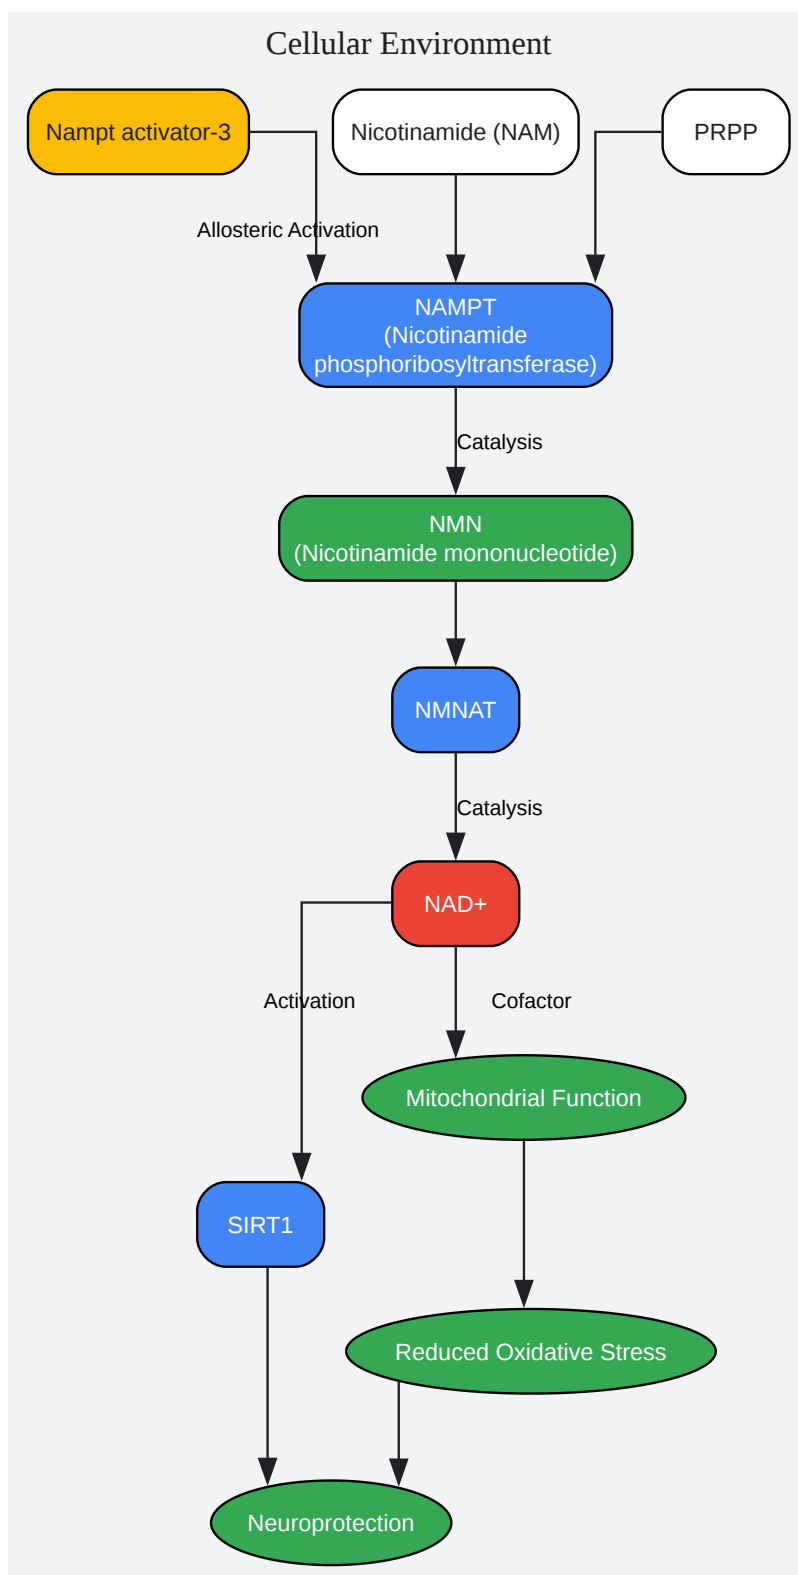 Cellular Environment
Nampt activator-3
Nicotinamide (NAM)
PRPP
Allosteric Activation
NAMPT
(Nicotinamide
phosphoribosyltransferase)
Catalysis
NMN
(Nicotinamide mononucleotide)
NMNAT
Catalysis
NAD+
Activation
Cofactor
Mitochondrial Function
SIRT1
Reduced Oxidative Stress
Neuroprotection